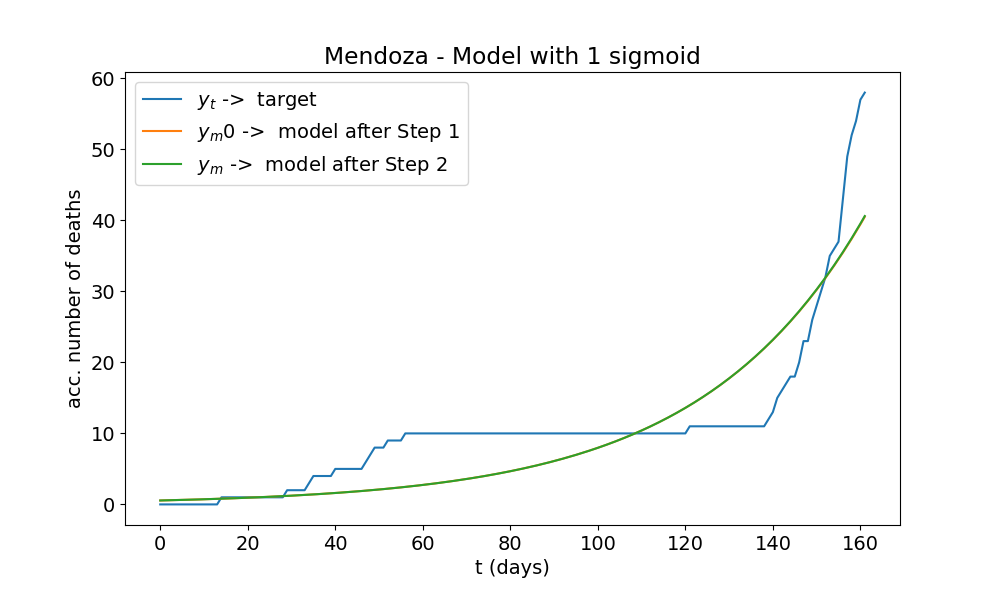 Mendoza - Model with 1 sigmoid
60
50
40
30
20
10
0
acc. number of deaths
y_t -> target
y_m0 -> model after Step 1
y_m -> model after Step 2
0 20 40 60 80 100 120 140 160
t (days)